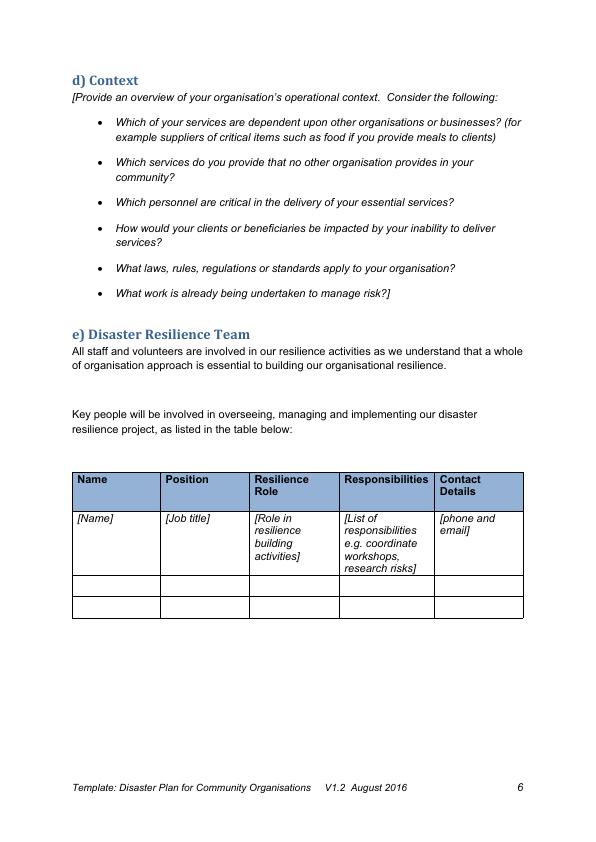 d) Context
[Provide an overview of your organisation's operational context.  Consider the following:
• Which of your services are dependent upon other organisations or businesses? (for
example suppliers of critical items such as food if you provide meals to clients)
• Which services do you provide that no other organisation provides in your
community?
• Which personnel are critical in the delivery of your essential services?
• How would your clients or beneficiaries be impacted by your inability to deliver
services?
• What laws, rules, regulations or standards apply to your organisation?
• What work is already being undertaken to manage risk?]
e) Disaster Resilience Team
All staff and volunteers are involved in our resilience activities as we understand that a whole
of organisation approach is essential to building our organisational resilience.
Key people will be involved in overseeing, managing and implementing our disaster
resilience project, as listed in the table below:
Name
Position
Resilience
Role
Responsibilities
Contact
Details
[Name]
[Job title]
[Role in
resilience
building
activities]
[List of
responsibilities
e.g. coordinate
workshops,
research risks]
[phone and
email]
Template: Disaster Plan for Community Organisations    V1.2  August 2016    6